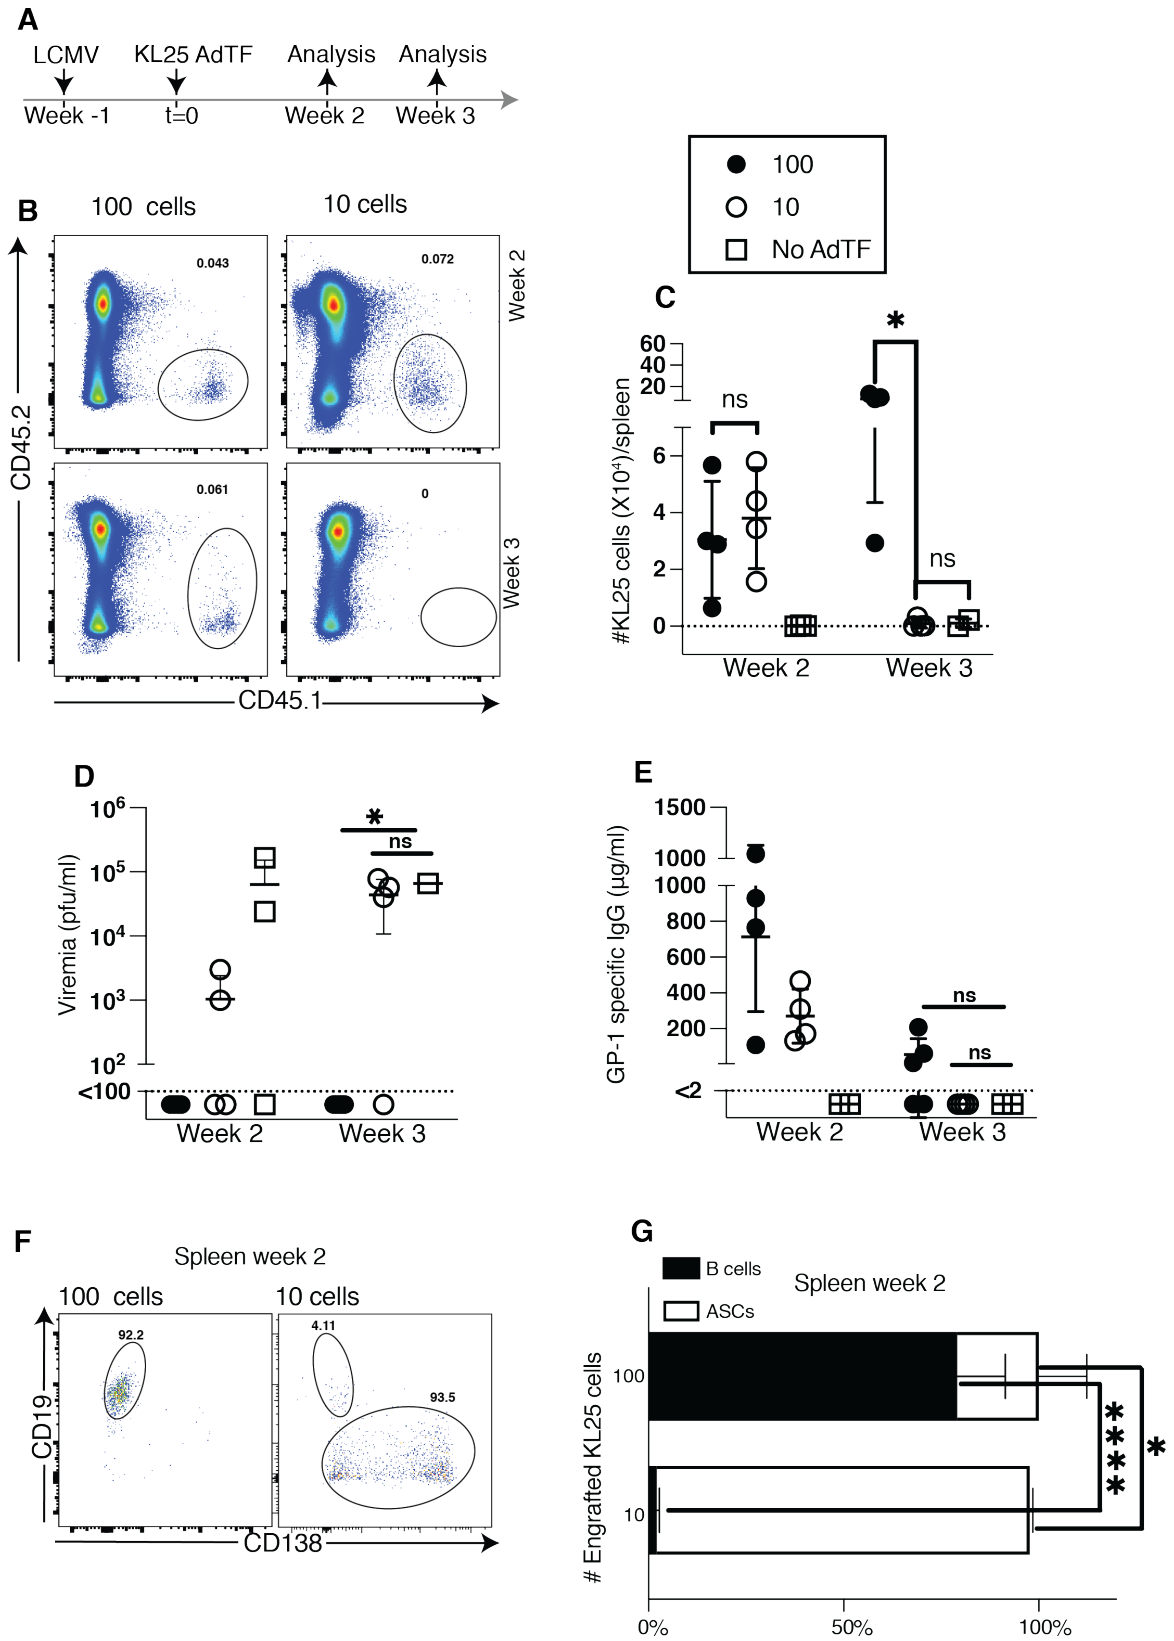 A
LCMV KL25 AdTF Analysis Analysis
Week -1 t=0 Week 2 Week 3
100
10
No AdTF
B
100 cells 10 cells
0.043 0.072
Week 2
0.061 0
Week 3
CD45.2
CD45.1
C
#KL25 cells (X10⁴)/spleen
60
40
20
6
4
2
0
ns
*
ns
Week 2 Week 3
D
Viremia (pfu/ml)
10⁶
10⁵
10⁴
10³
10²
<100
*
ns
Week 2 Week 3
E
GP-1 specific IgG (µg/ml)
1500
1000
1000
800
600
400
200
<2
ns
ns
Week 2 Week 3
F
Spleen week 2
100 cells 10 cells
92.2
4.11
93.5
CD19
CD138
G
B cells
ASCs
Spleen week 2
# Engrafted KL25 cells
100
10
****
*
0% 50% 100%